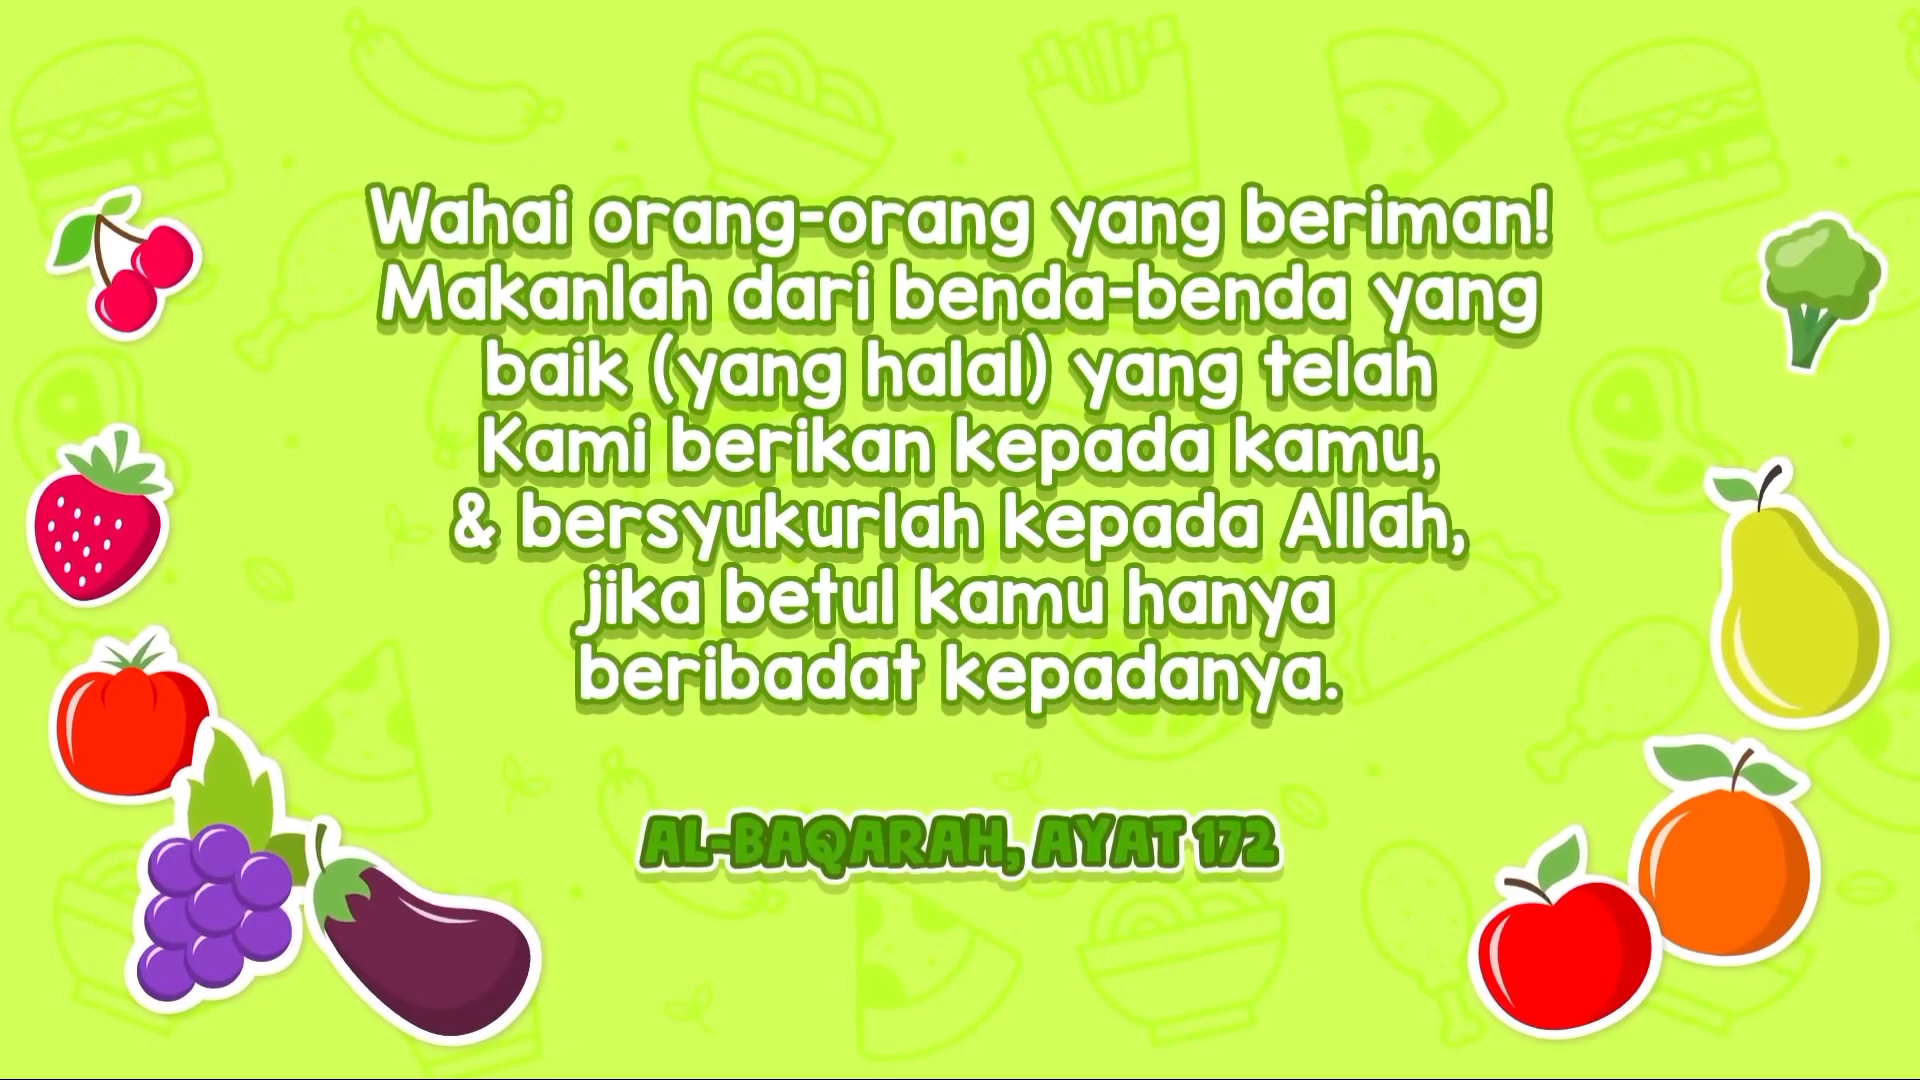 Wahai orang-orang yang beriman!
Makanlah dari benda-benda yang
baik (yang halal) yang telah
Kami berikan kepada kamu,
& bersyukurlah kepada Allah,
jika betul kamu hanya
beribadat kepadanya.
AL-BAQARAH, AYAT 172